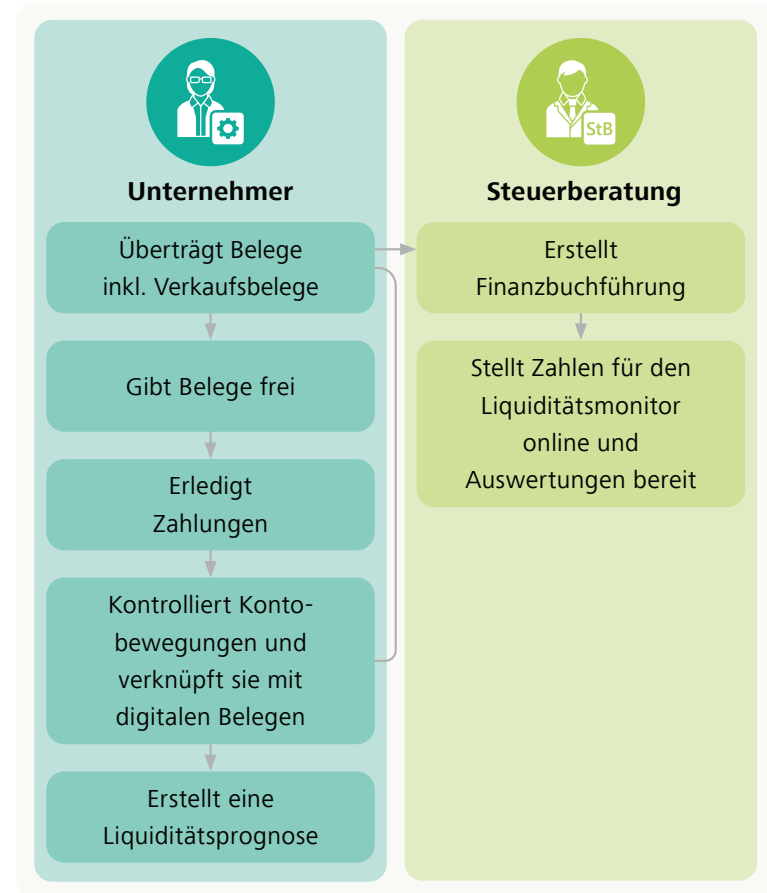 StB
Unternehmer
Überträgt Belege
inkl. Verkaufsbelege
Gibt Belege frei
Erledigt
Zahlungen
Kontrolliert Konto-
bewegungen und
verknüpft sie mit
digitalen Belegen
Erstellt eine
Liquiditätsprognose
Steuerberatung
Erstellt
Finanzbuchführung
Stellt Zahlen für den
Liquiditätsmonitor
online und
Auswertungen bereit